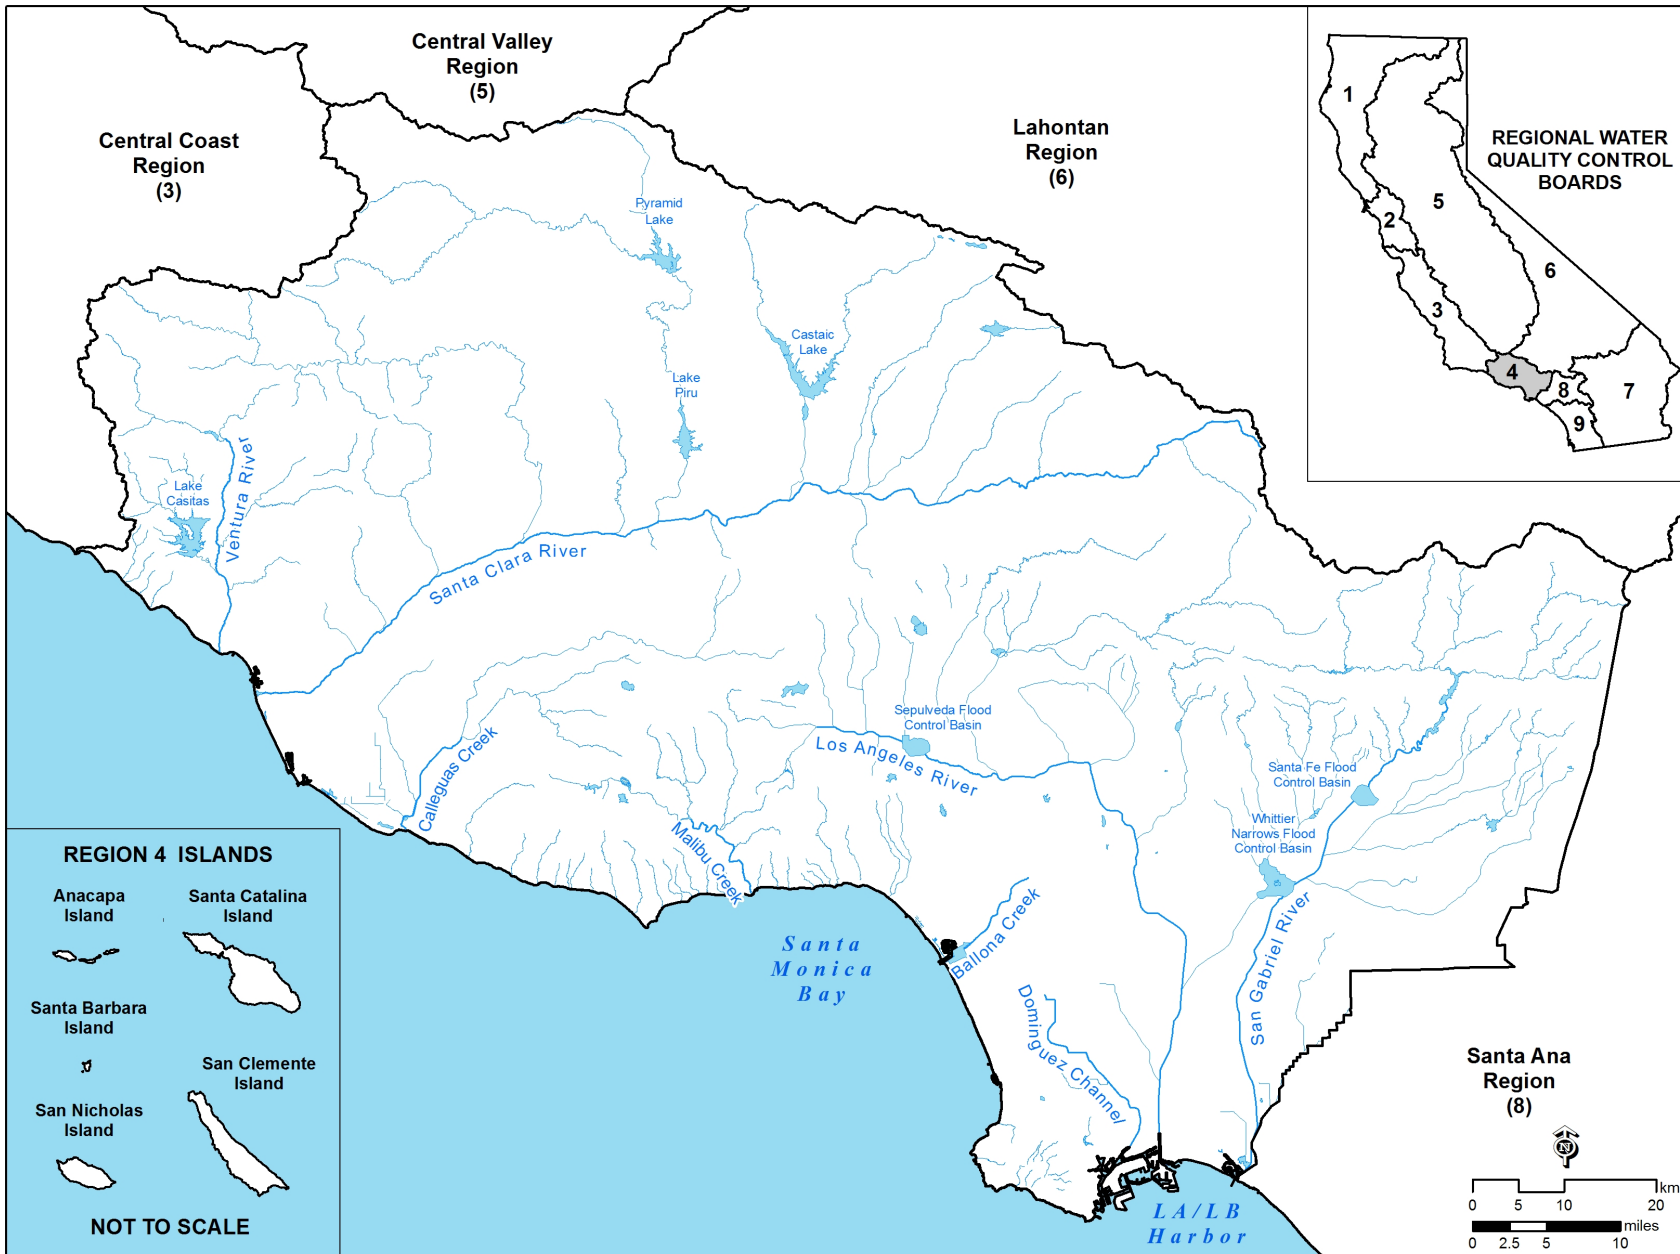 Central Valley
Region
(5)
Central Coast
Region
(3)
Lahontan
Region
(6)
REGIONAL WATER
QUALITY CONTROL
BOARDS
1
2
3
4
5
6
7
8
9
Pyramid
Lake
Castaic
Lake
Lake
Piru
Lake
Casitas
Ventura River
Santa Clara River
Sepulveda Flood
Control Basin
Los Angeles River
Calleguas Creek
Malibu Creek
Santa Fe Flood
Control Basin
Whittier
Narrows Flood
Control Basin
San Gabriel River
Ballona Creek
Dominguez Channel
Santa
Monica
Bay
LA/LB
Harbor
Santa Ana
Region
(8)
REGION 4 ISLANDS
Anacapa
Island
Santa Catalina
Island
Santa Barbara
Island
San Clemente
Island
San Nicholas
Island
NOT TO SCALE
N
km
0 5 10 20
miles
0 2.5 5 10